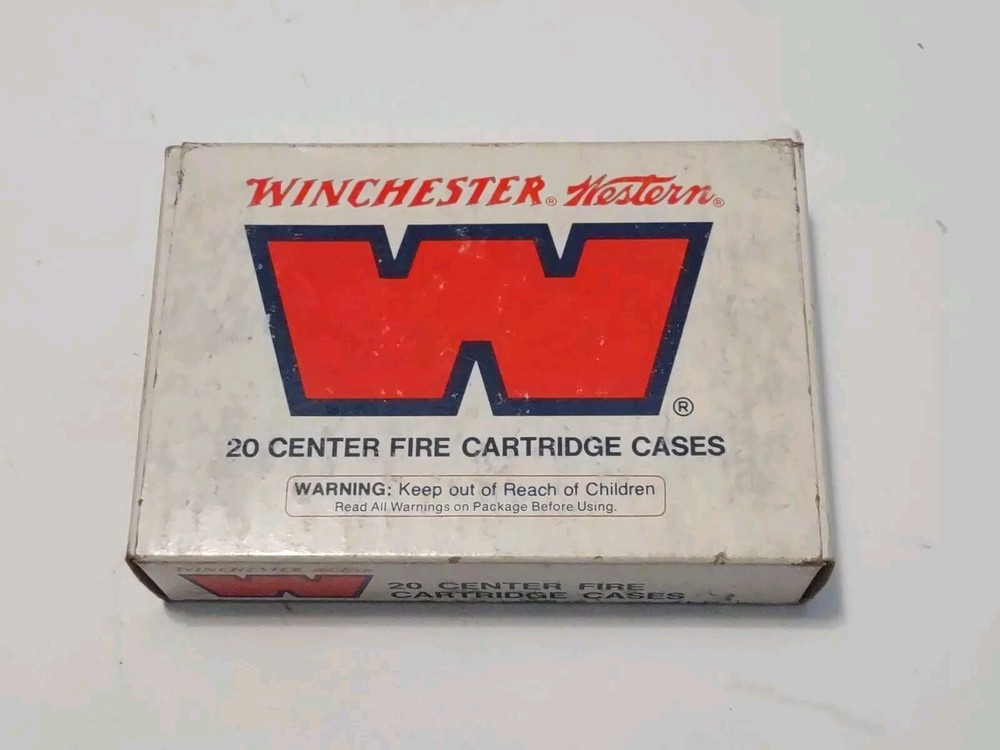 WINCHESTER® Western®
W®
20 CENTER FIRE CARTRIDGE CASES
WARNING: Keep out of Reach of Children
Read All Warnings on Package Before Using.
WINCHESTER Western
W
20 CENTER FIRE
CARTRIDGE CASES